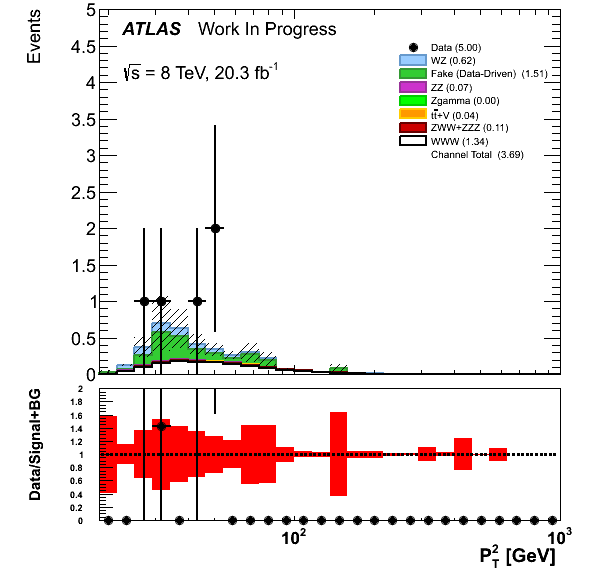 Events
ATLAS Work In Progress
√s = 8 TeV, 20.3 fb⁻¹
Data (5.00)
WZ (0.62)
Fake (Data-Driven) (1.51)
ZZ (0.07)
Zgamma (0.00)
tt̄+V (0.04)
ZWW+ZZZ (0.11)
WWW (1.34)
Channel Total (3.69)
5
4.5
4
3.5
3
2.5
2
1.5
1
0.5
0
Data/Signal+BG
2
1.8
1.6
1.4
1.2
1
0.8
0.6
0.4
0.2
0
10²
10³
P²_T [GeV]